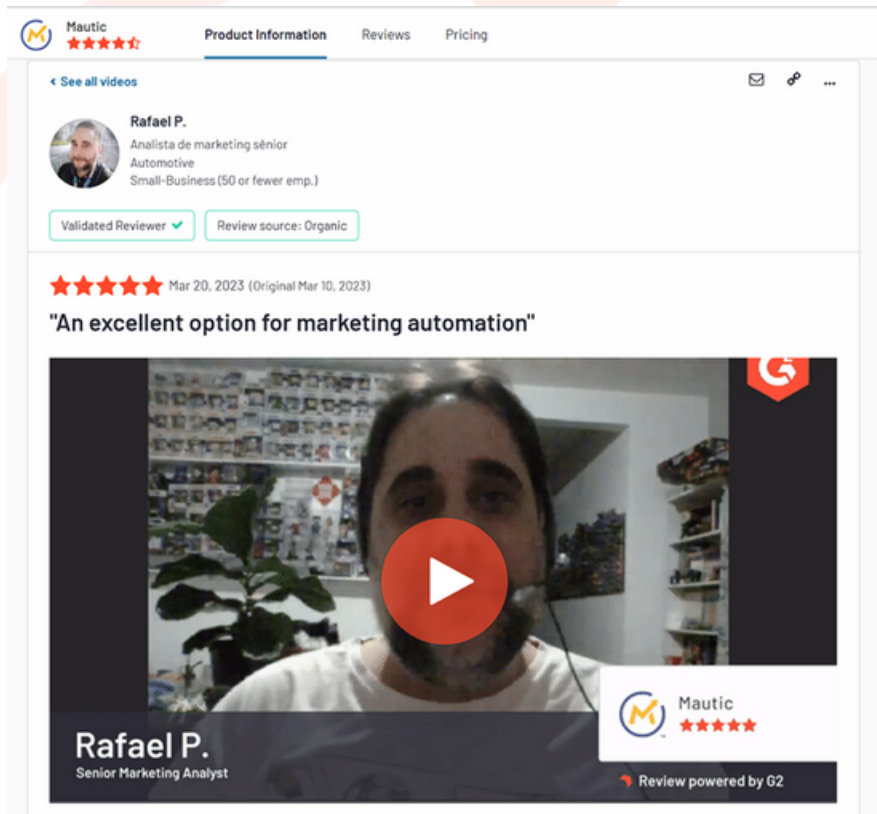 Mautic
Product Information Reviews Pricing
‹ See all videos
...
Rafael P.
Analista de marketing sênior
Automotive
Small-Business (50 or fewer emp.)
Validated Reviewer ✔ Review source: Organic
Mar 20, 2023 (Original Mar 10, 2023)
"An excellent option for marketing automation"
Mautic
Rafael P.
Senior Marketing Analyst
Review powered by G2